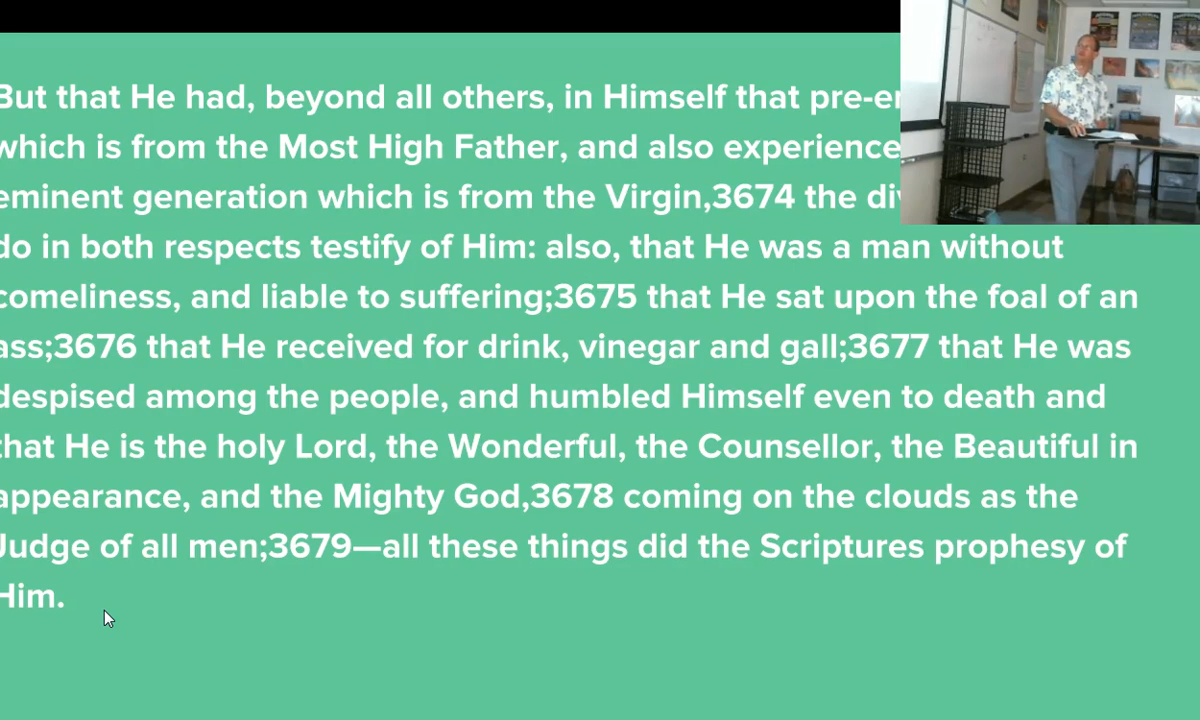 But that He had, beyond all others, in Himself that
which is from the Most High Father, and also experience
eminent generation which is from the Virgin,3674 the
do in both respects testify of Him: also, that He was a man without
comeliness, and liable to suffering;3675 that He sat upon the foal of an
ass;3676 that He received for drink, vinegar and gall;3677 that He was
despised among the people, and humbled Himself even to death and
that He is the holy Lord, the Wonderful, the Counsellor, the Beautiful in
appearance, and the Mighty God,3678 coming on the clouds as the
Judge of all men;3679—all these things did the Scriptures prophesy of
Him.